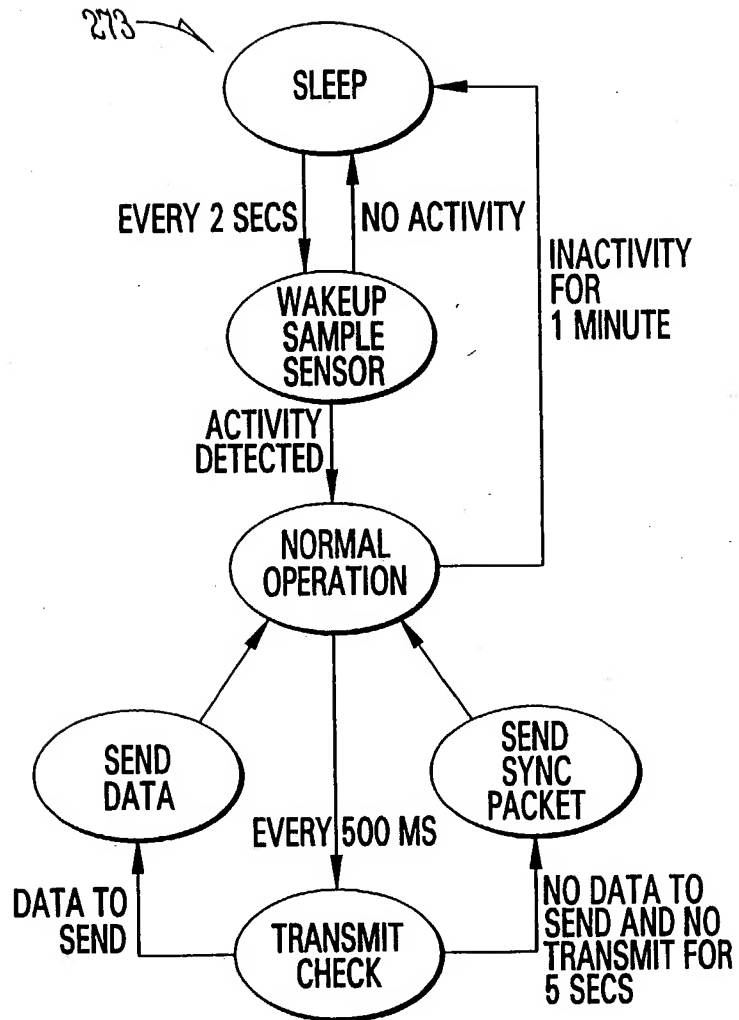 273
SLEEP
EVERY 2 SECS
NO ACTIVITY
INACTIVITY
FOR
1 MINUTE
WAKEUP
SAMPLE
SENSOR
ACTIVITY
DETECTED
NORMAL
OPERATION
SEND
DATA
SEND
SYNC
PACKET
EVERY 500 MS
DATA TO
SEND
TRANSMIT
CHECK
NO DATA TO
SEND AND NO
TRANSMIT FOR
5 SECS